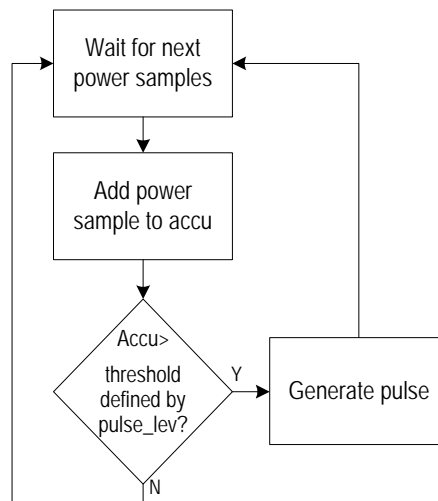 Wait for next
power samples
Add power
sample to accu
Accu>
threshold
defined by
pulse_lev?
Y
Generate pulse
N